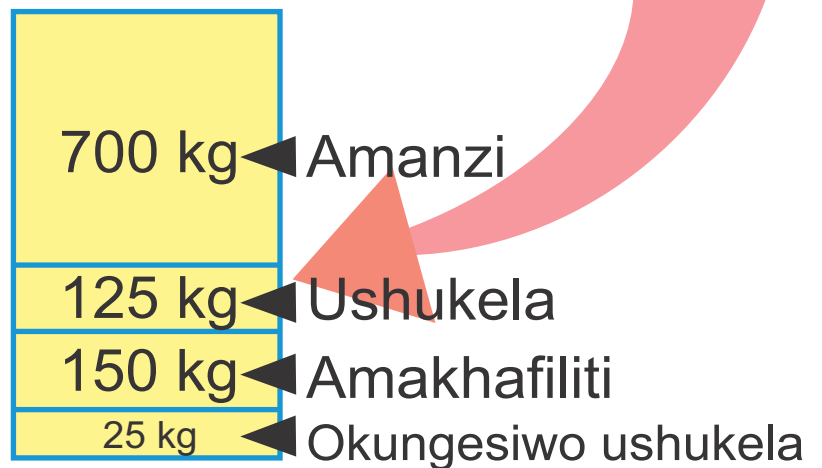 700 kg Amanzi
125 kg Ushukela
150 kg Amakhafiliti
25 kg Okungesiwo ushukela